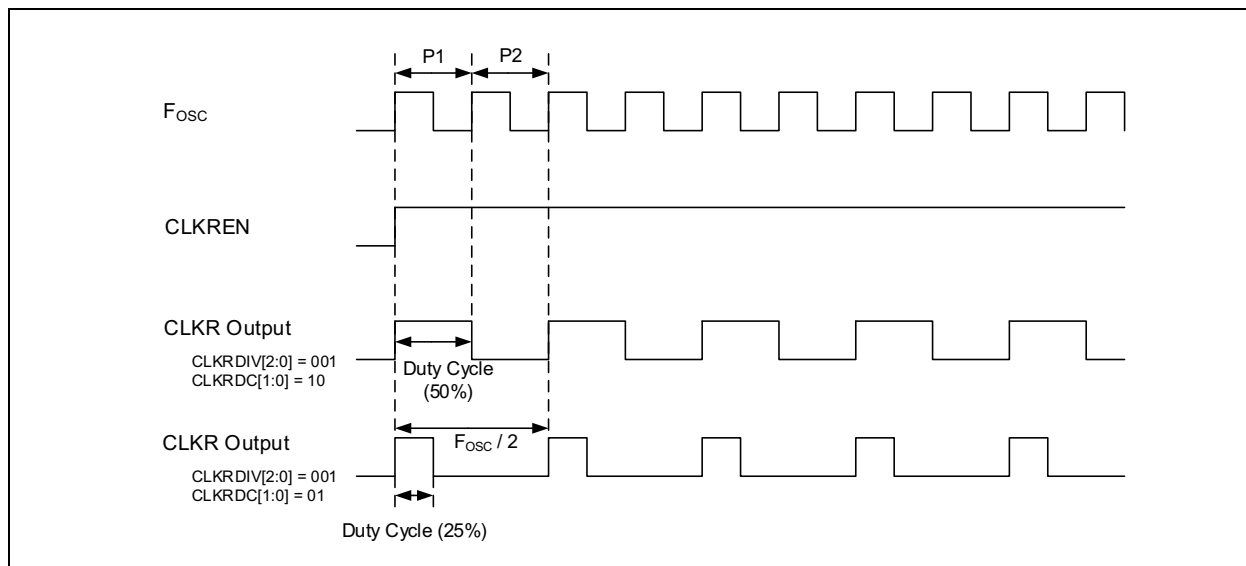 P1 P2
FOSC
CLKREN
CLKR Output
CLKRDIV[2:0] = 001
CLKRDC[1:0] = 10
Duty Cycle
(50%)
FOSC / 2
CLKR Output
CLKRDIV[2:0] = 001
CLKRDC[1:0] = 01
Duty Cycle (25%)